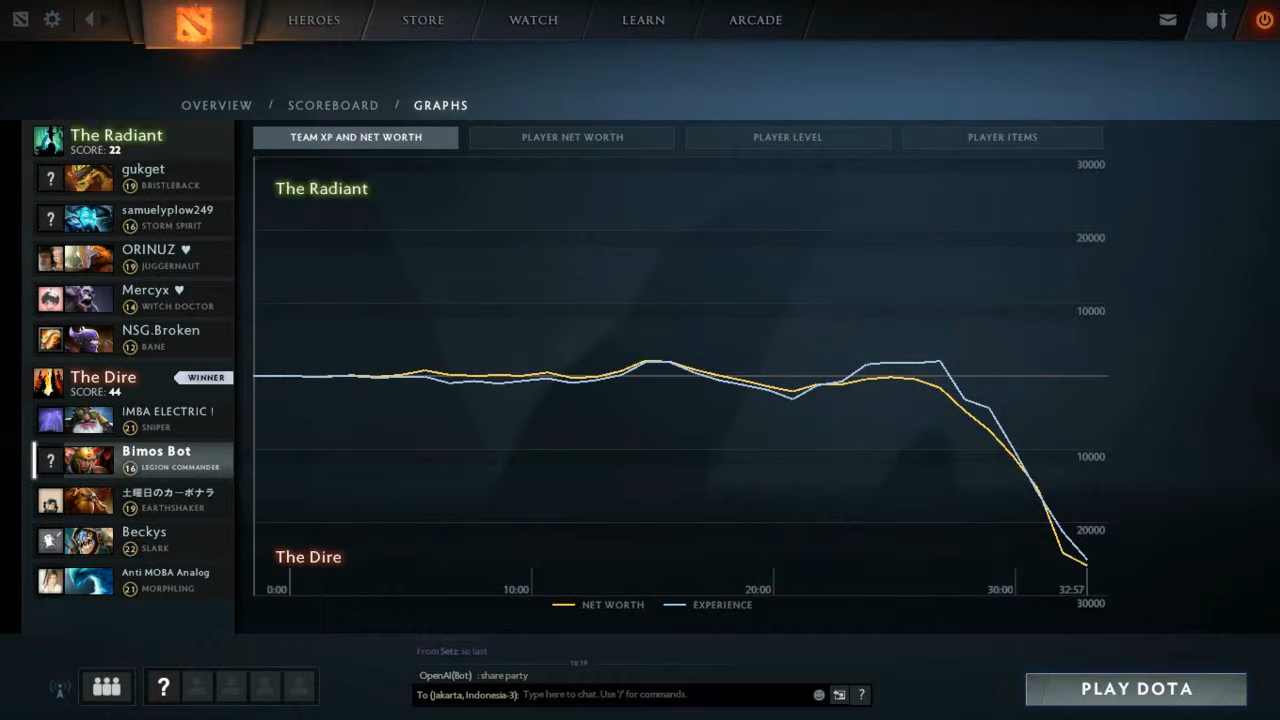 HEROES
STORE
WATCH
LEARN
ARCADE
OVERVIEW / SCOREBOARD / GRAPHS
The Radiant
SCORE: 22
? gukget
19 BRISTLEBACK
? samuelyplow249
16 STORM SPIRIT
ORINUZ ♥
19 JUGGERNAUT
Mercyx ♥
14 WITCH DOCTOR
NSG.Broken
12 BANE
The Dire
WINNER
SCORE: 44
IMBA ELECTRIC !
21 SNIPER
? Bimos Bot
16 LEGION COMMANDER
土曜日のカーボナラ
19 EARTHSHAKER
Beckys
22 SLARK
Anti MOBA Analog
21 MORPHLING
TEAM XP AND NET WORTH
PLAYER NET WORTH
PLAYER LEVEL
PLAYER ITEMS
The Radiant
30000
20000
10000
10000
20000
30000
The Dire
0:00
10:00
20:00
30:00
32:57
NET WORTH
EXPERIENCE
From Setz: so fast
18:19
OpenAI(Bot) : share party
To (Jakarta, Indonesia-3): Type here to chat. Use '/' for commands.
?
?
PLAY DOTA